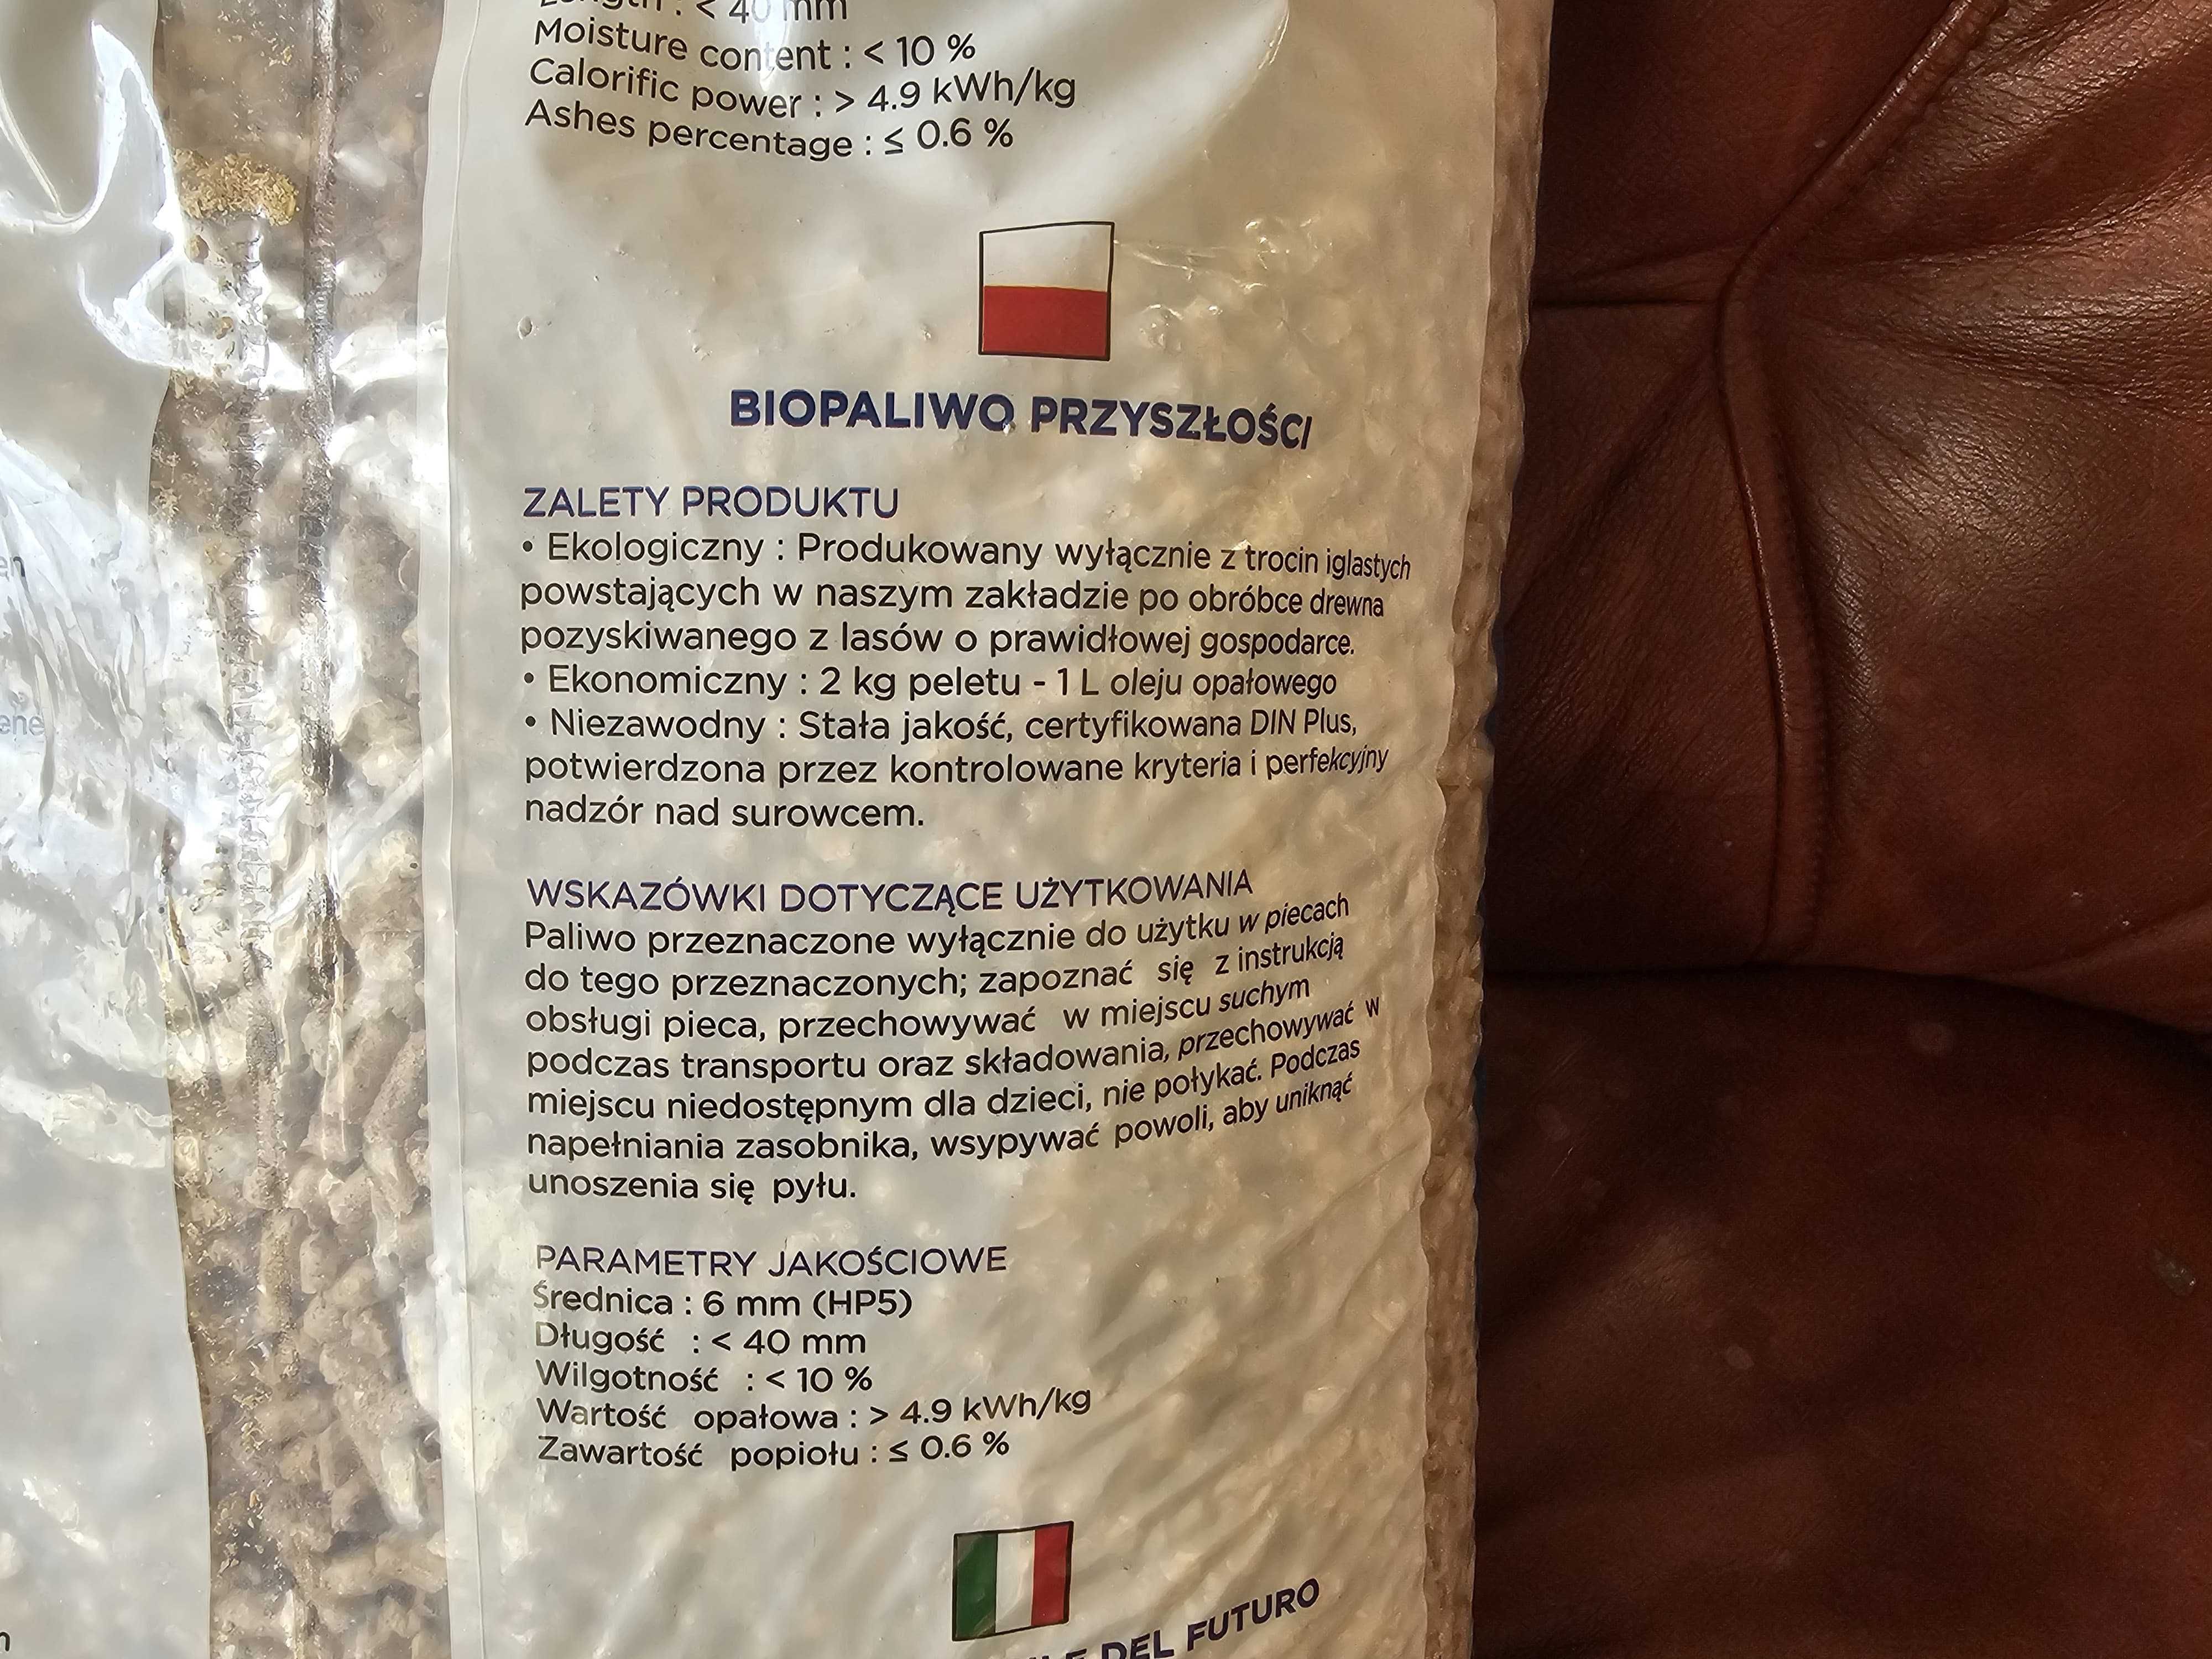 Length : < 40 mm
Moisture content : < 10 %
Calorific power : > 4.9 kWh/kg
Ashes percentage : ≤ 0.6 %
BIOPALIWO PRZYSZŁOŚCI
ZALETY PRODUKTU
• Ekologiczny : Produkowany wyłącznie z trocin iglastych
powstających w naszym zakładzie po obróbce drewna
pozyskiwanego z lasów o prawidłowej gospodarce.
• Ekonomiczny : 2 kg peletu - 1 L oleju opałowego
• Niezawodny : Stała jakość, certyfikowana DIN Plus,
potwierdzona przez kontrolowane kryteria i perfekcyjny
nadzór nad surowcem.
WSKAZÓWKI DOTYCZĄCE UŻYTKOWANIA
Paliwo przeznaczone wyłącznie do użytku w piecach
do tego przeznaczonych; zapoznać się z instrukcją
obsługi pieca, przechowywać w miejscu suchym
podczas transportu oraz składowania, przechowywać w
miejscu niedostępnym dla dzieci, nie połykać. Podczas
napełniania zasobnika, wsypywać powoli, aby uniknąć
unoszenia się pyłu.
PARAMETRY JAKOŚCIOWE
Średnica : 6 mm (HP5)
Długość : < 40 mm
Wilgotność : < 10 %
Wartość opałowa : > 4.9 kWh/kg
Zawartość popiołu : ≤ 0.6 %
DEL FUTURO